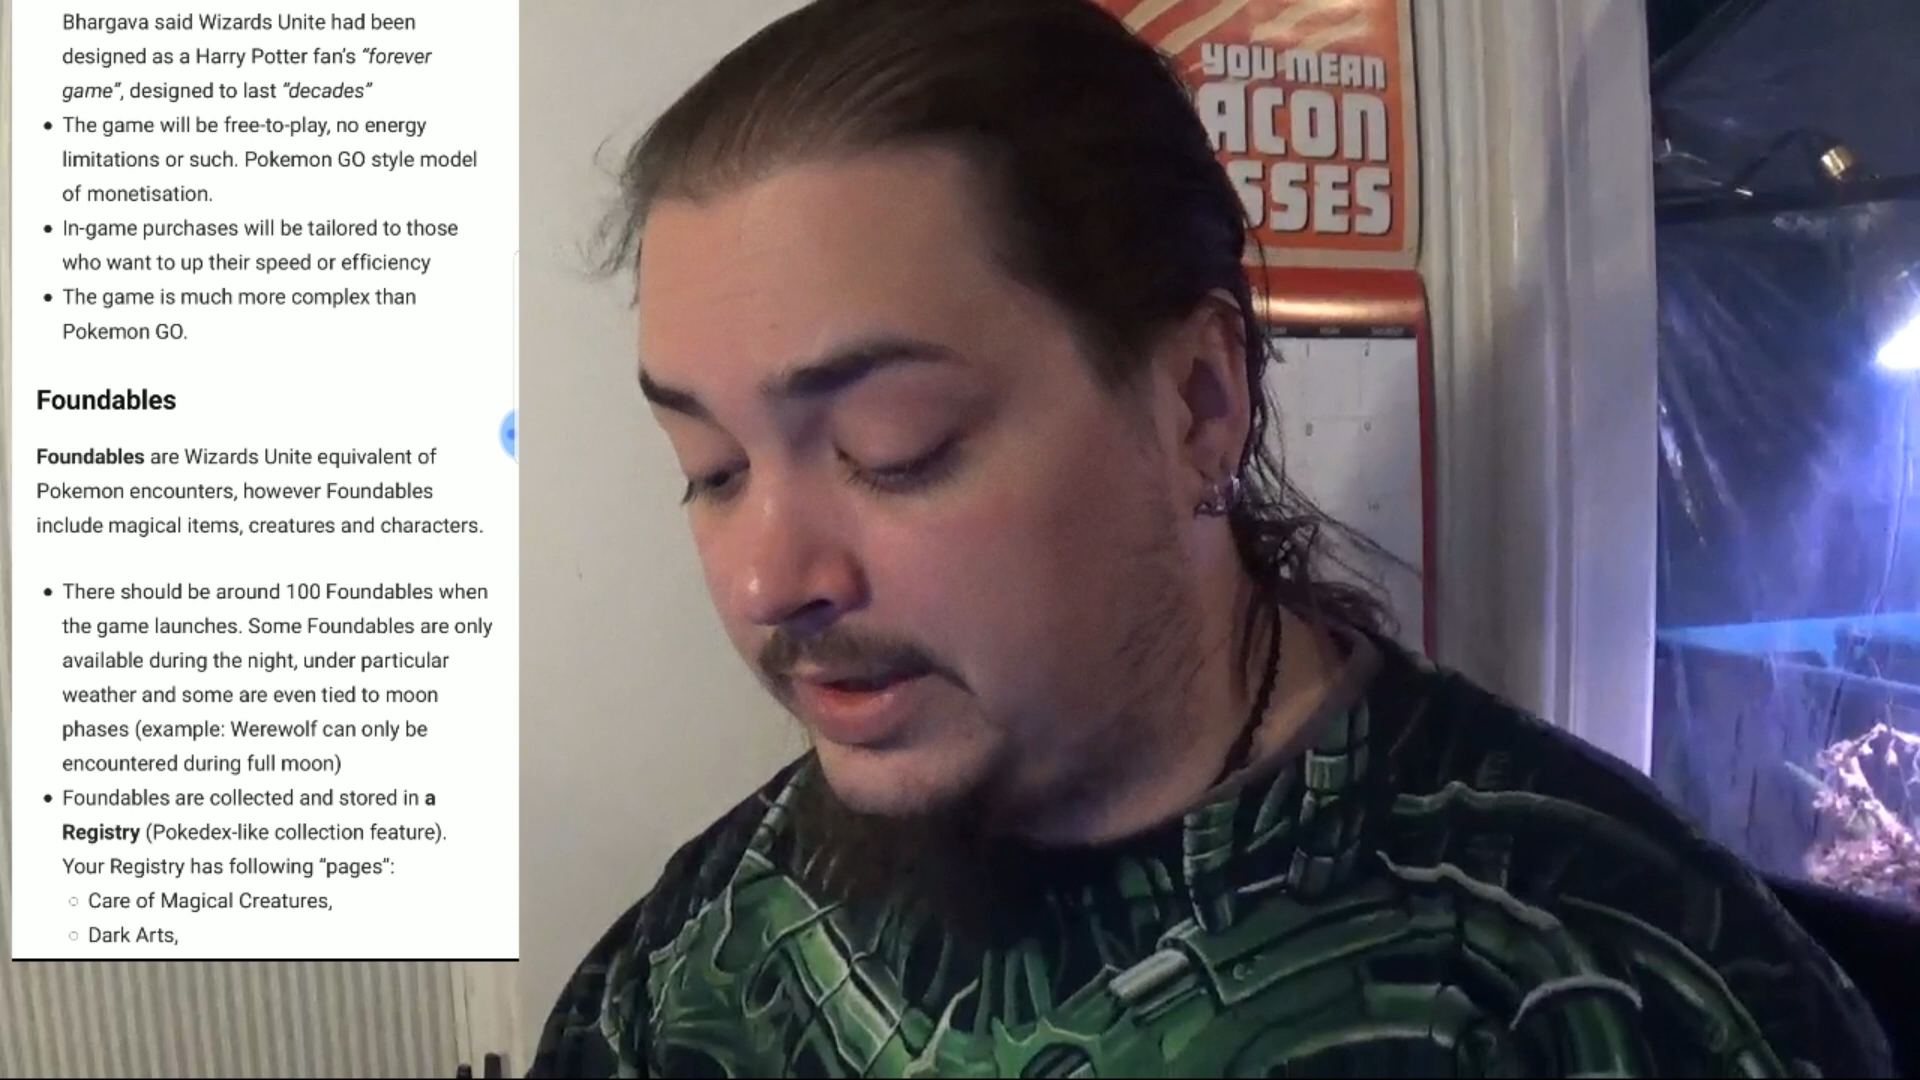 Bhargava said Wizards Unite had been
designed as a Harry Potter fan's “forever
game”, designed to last “decades”
• The game will be free-to-play, no energy
limitations or such. Pokemon GO style model
of monetisation.
• In-game purchases will be tailored to those
who want to up their speed or efficiency
• The game is much more complex than
Pokemon GO.
Foundables
Foundables are Wizards Unite equivalent of
Pokemon encounters, however Foundables
include magical items, creatures and characters.
• There should be around 100 Foundables when
the game launches. Some Foundables are only
available during the night, under particular
weather and some are even tied to moon
phases (example: Werewolf can only be
encountered during full moon)
• Foundables are collected and stored in a
Registry (Pokedex-like collection feature).
Your Registry has following “pages”:
○ Care of Magical Creatures,
○ Dark Arts,
YOU MEAN
ACON
SSES
1 2
8 9